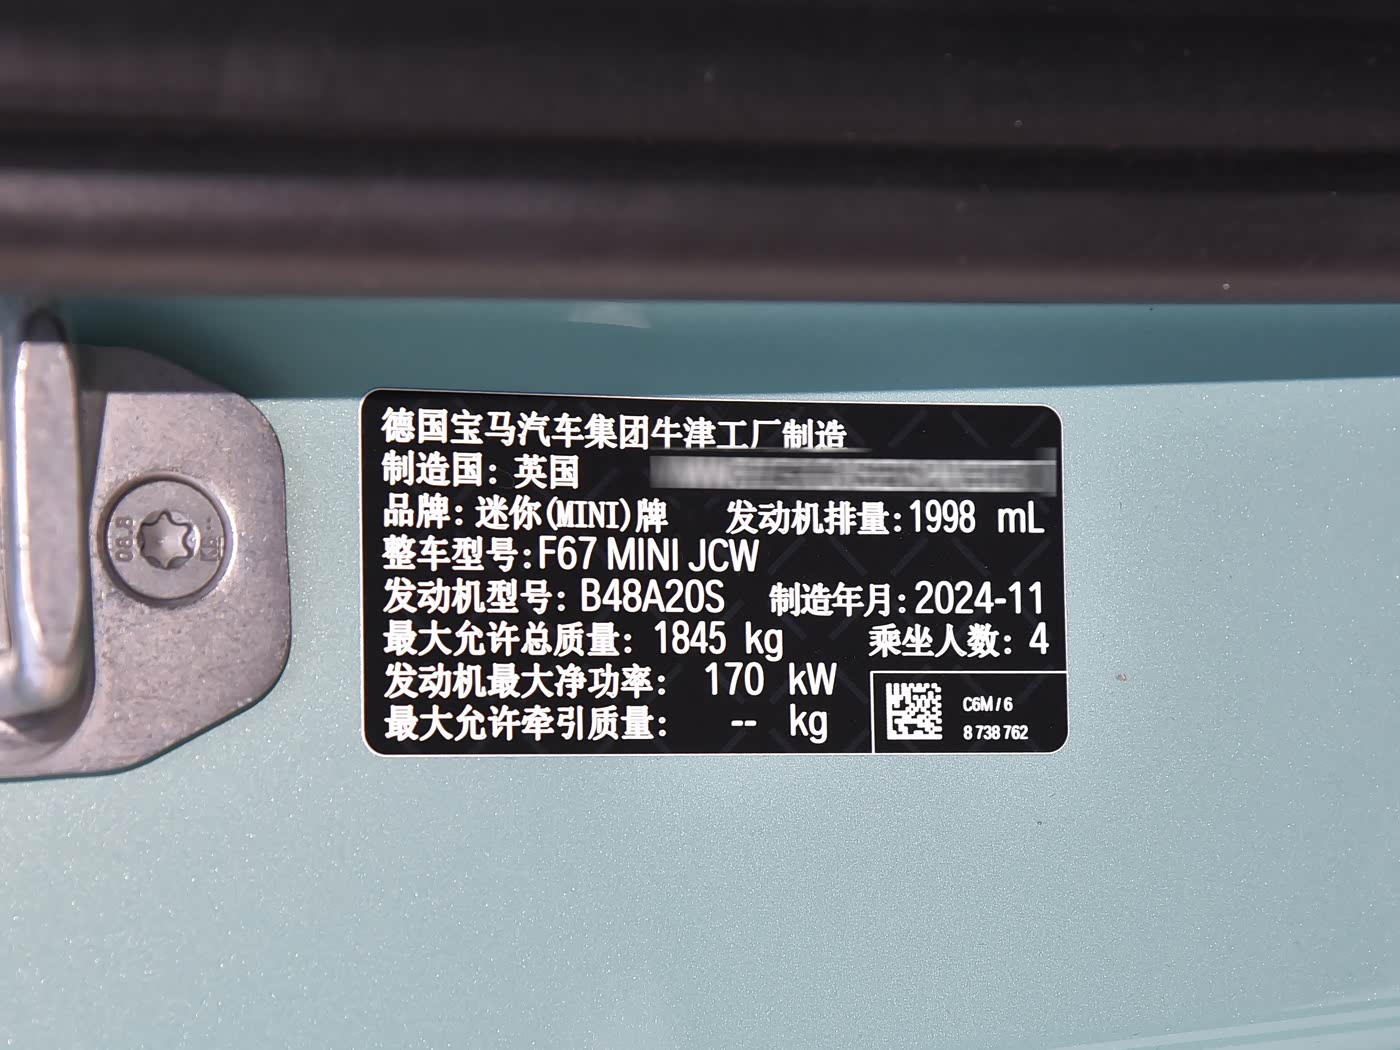 德国宝马汽车集团牛津工厂制造
制造国：英国
品牌：迷你(MINI)牌 发动机排量：1998 mL
整车型号：F67 MINI JCW
发动机型号：B48A20S 制造年月：2024-11
最大允许总质量：1845 kg 乘坐人数：4
发动机最大净功率：170 kW
最大允许牵引质量：-- kg
C6M/6
8 738 762
08.8